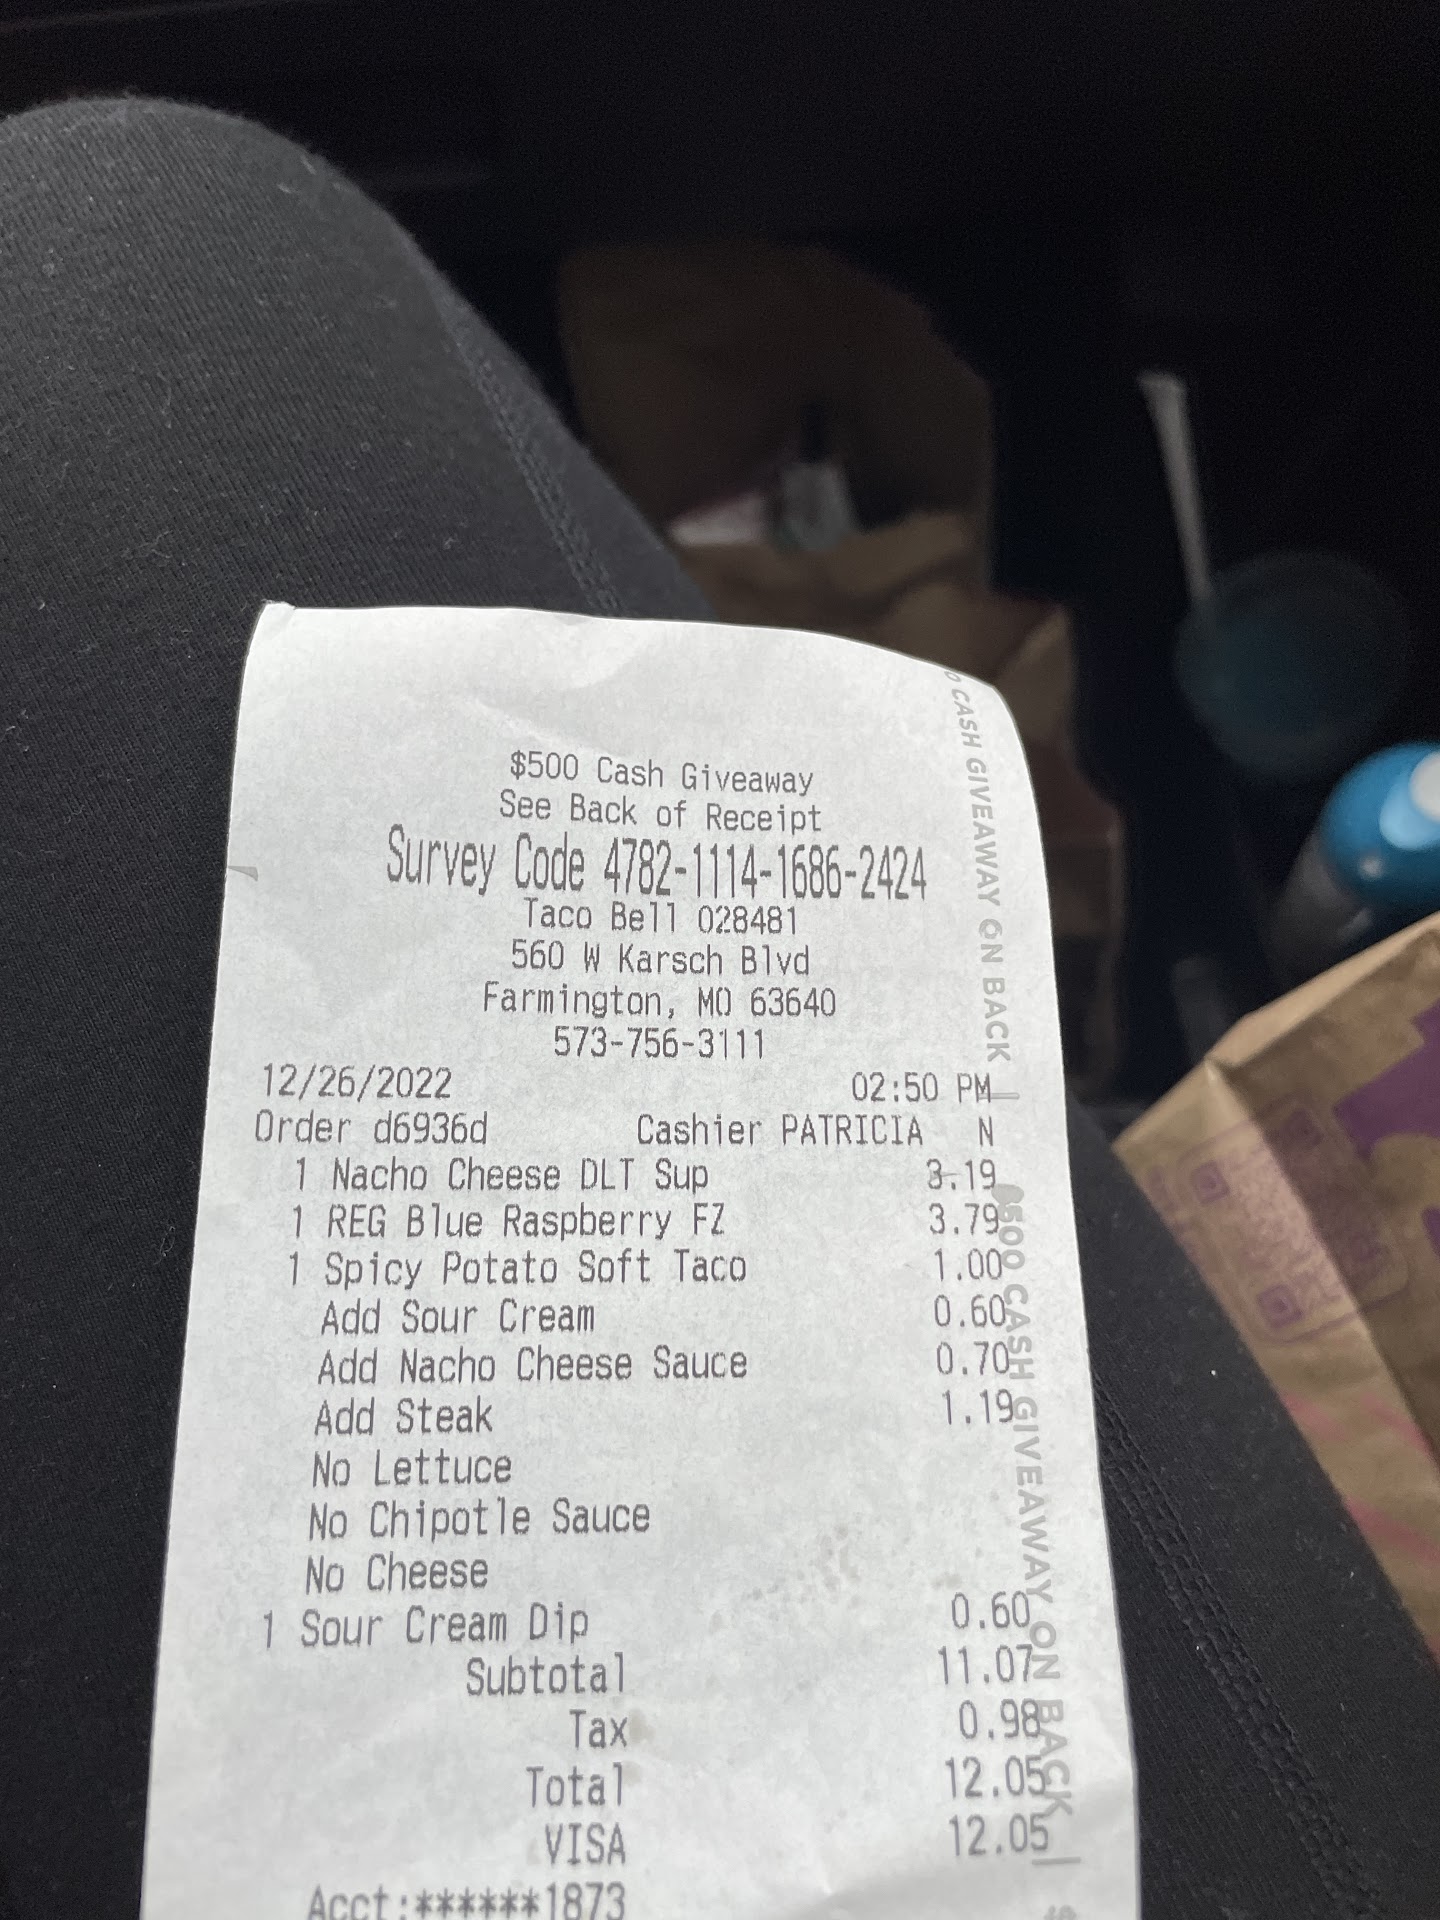 $500 Cash Giveaway
See Back of Receipt
Survey Code 4782-1114-1686-2424
Taco Bell 028481
560 W Karsch Blvd
Farmington, MO 63640
573-756-3111
12/26/2022 02:50 PM
Order d6936d Cashier PATRICIA N
1 Nacho Cheese DLT Sup 3.19
1 REG Blue Raspberry FZ 3.79
1 Spicy Potato Soft Taco 1.00
Add Sour Cream 0.60
Add Nacho Cheese Sauce 0.70
Add Steak 1.19
No Lettuce
No Chipotle Sauce
No Cheese
1 Sour Cream Dip 0.60
Subtotal 11.07
Tax 0.98
Total 12.05
VISA 12.05
Acct:******1873
CASH GIVEAWAY ON BACK
$500 CASH GIVEAWAY ON BACK